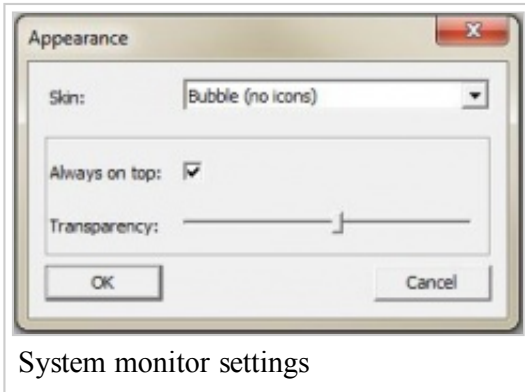 Appearance
Skin: Bubble (no icons)
Always on top:
Transparency:
OK Cancel
System monitor settings